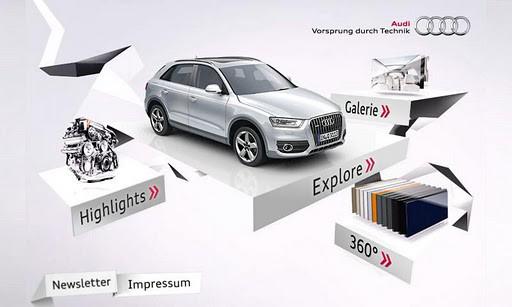 Audi
Vorsprung durch Technik
Galerie
Explore
Highlights
360°
Newsletter
Impressum